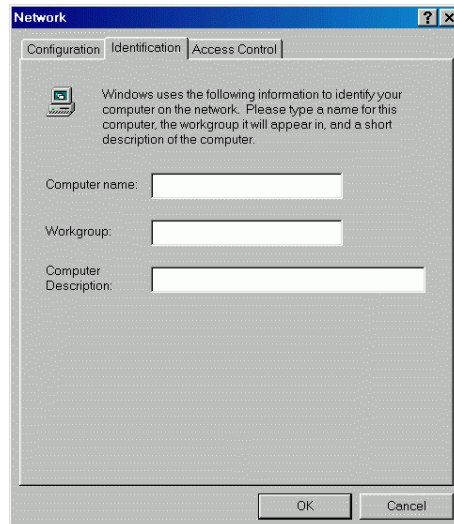 Network
Configuration Identification Access Control
Windows uses the following information to identify your
computer on the network. Please type a name for this
computer, the workgroup it will appear in, and a short
description of the computer.
Computer name:
Workgroup:
Computer
Description:
OK Cancel